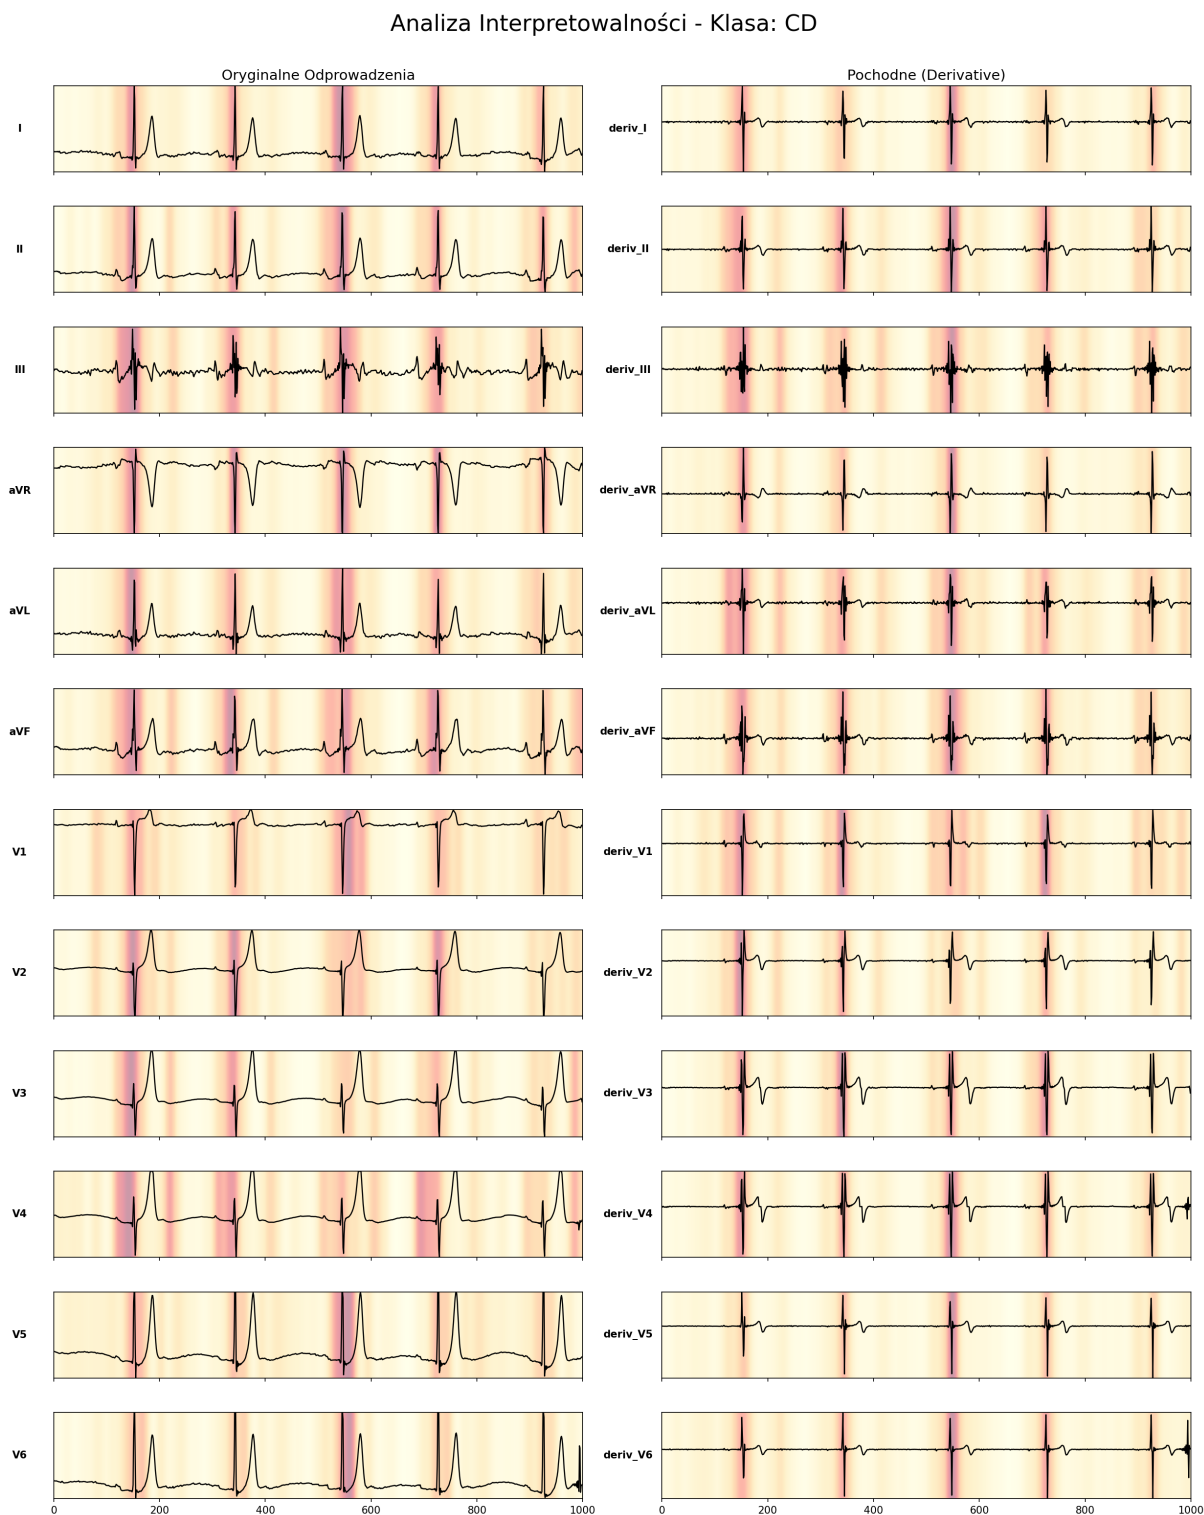 Analiza Interpretowalności - Klasa: CD
Oryginalne Odprowadzenia
Pochodne (Derivative)
I
deriv_I
II
deriv_II
III
deriv_III
aVR
deriv_aVR
aVL
deriv_aVL
aVF
deriv_aVF
V1
deriv_V1
V2
deriv_V2
V3
deriv_V3
V4
deriv_V4
V5
deriv_V5
V6
deriv_V6
0 200 400 600 800 1000
0 200 400 600 800 1000